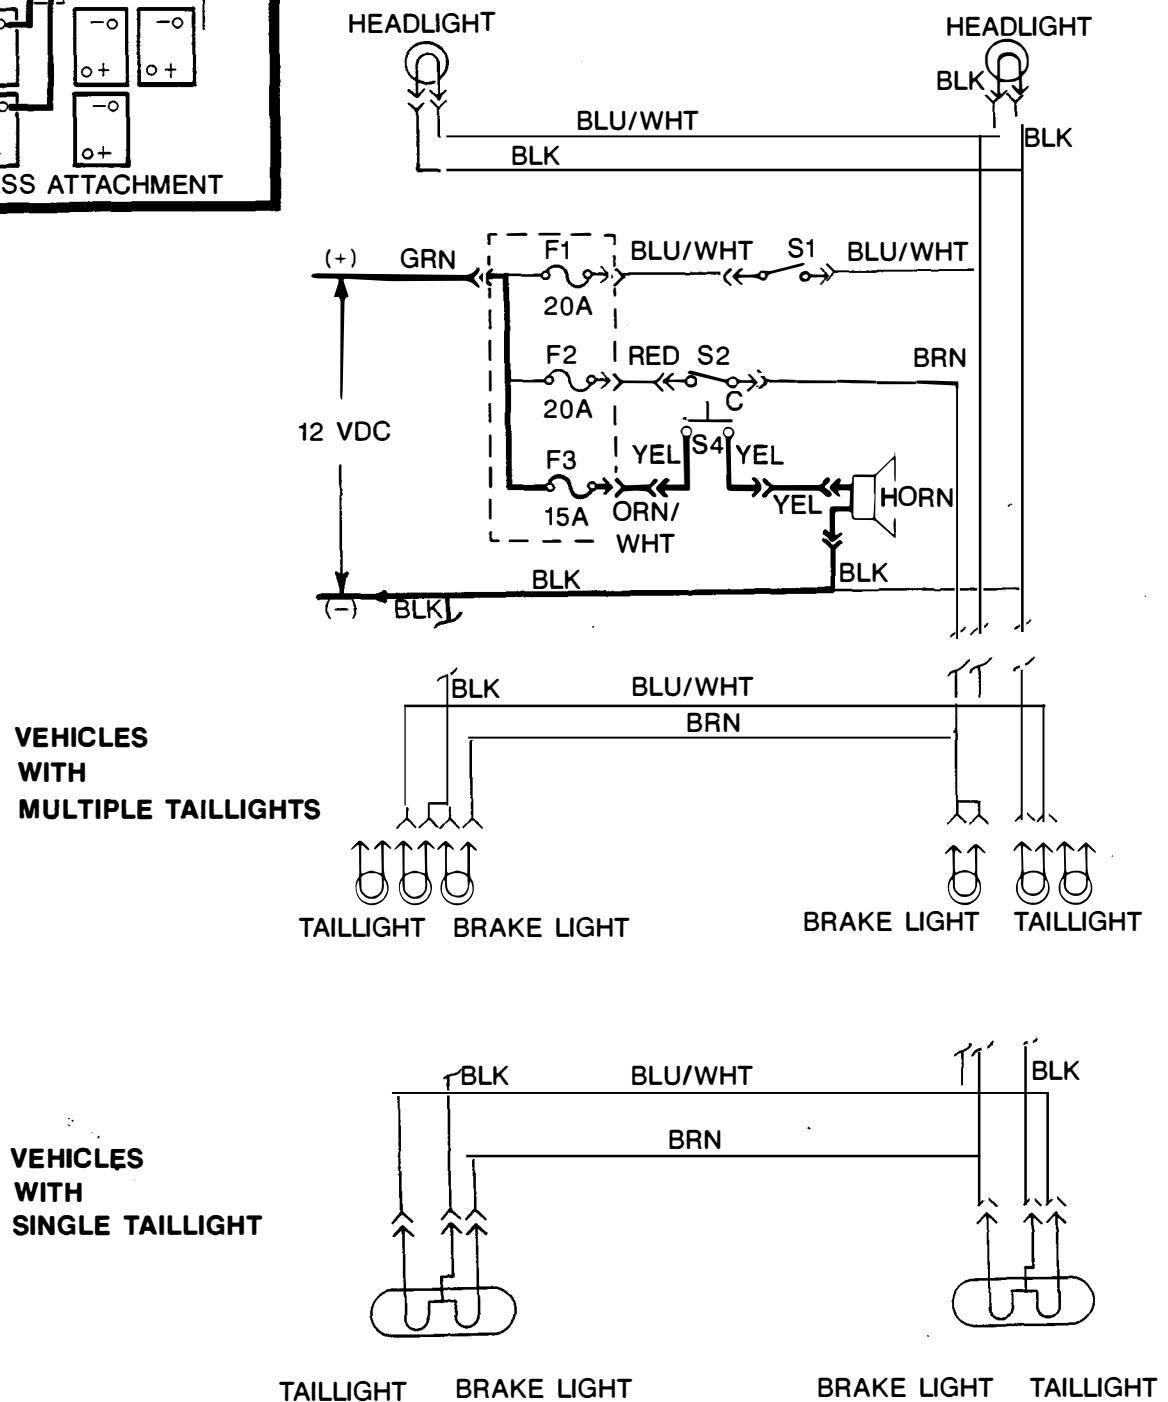 HEADLIGHT
HEADLIGHT
BLK
BLU/WHT
BLK
BLK
−
+
−
+
−
+
SS ATTACHMENT
(+)
GRN
F1
BLU/WHT
S1
BLU/WHT
20A
F2
RED
S2
BRN
20A
C
12 VDC
F3
YEL
S4
YEL
15A
ORN/
WHT
YEL
HORN
BLK
BLK
(−)
BLK
BLK
BLU/WHT
BRN
VEHICLES
WITH
MULTIPLE TAILLIGHTS
TAILLIGHT
BRAKE LIGHT
BRAKE LIGHT
TAILLIGHT
BLK
BLU/WHT
BLK
BRN
VEHICLES
WITH
SINGLE TAILLIGHT
TAILLIGHT
BRAKE LIGHT
BRAKE LIGHT
TAILLIGHT